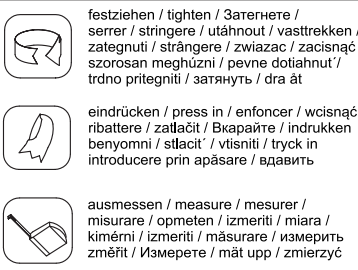 festziehen / tighten / Затегнете /
serrer / stringere / utáhnout / vasttrekken /
zategnuti / strângere / zwiazac / zacisnąć
szorosan meghúzni / pevne dotiahnut´/
trdno pritegniti / затянуть / dra åt
eindrücken / press in / enfoncer / wcisnąć
ribattere / zatlačit / Вкарайте / indrukken
benyomni / stlacit´ / vtisniti / tryck in
introducere prin apăsare / вдавить
ausmessen / measure / mesurer /
misurare / opmeten / izmeriti / miara /
kimérni / izmeriti / măsurare / измерить
změřit / Измерете / mät upp / zmierzyć